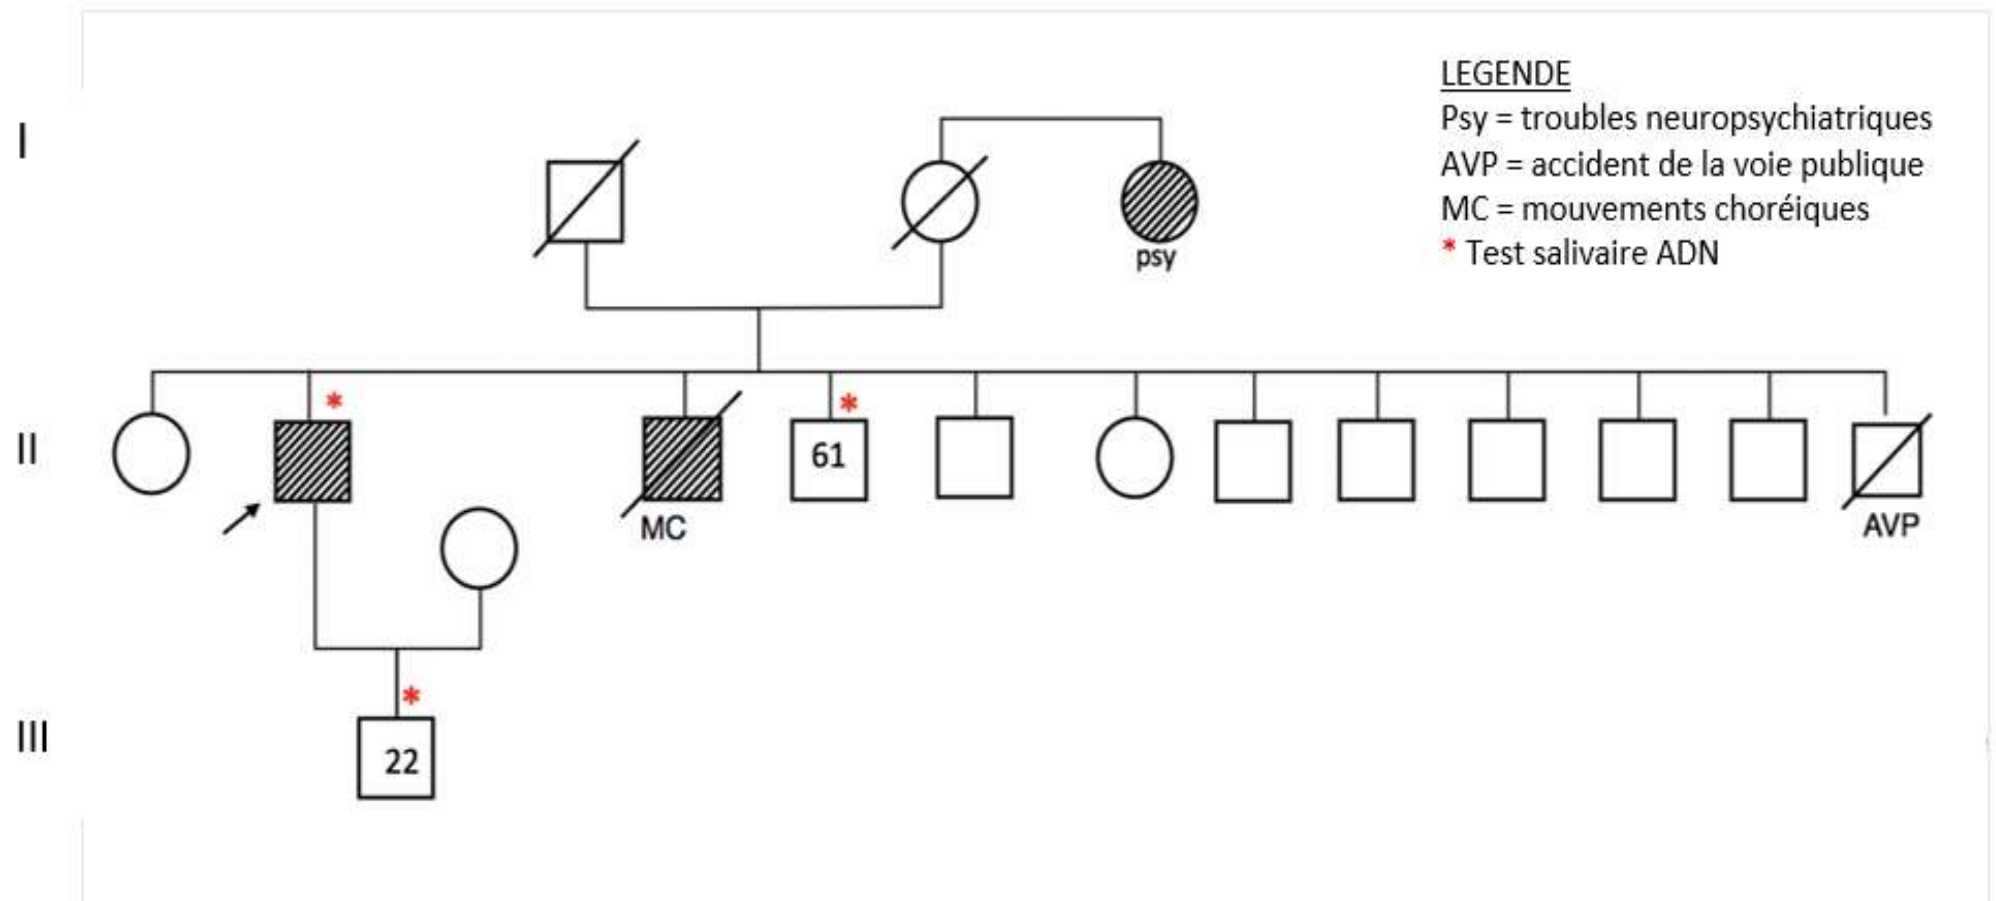 LEGENDE
Psy = troubles neuropsychiatriques
AVP = accident de la voie publique
MC = mouvements choréiques
* Test salivaire ADN
I
psy
II
*
*
61
MC
AVP
III
*
22